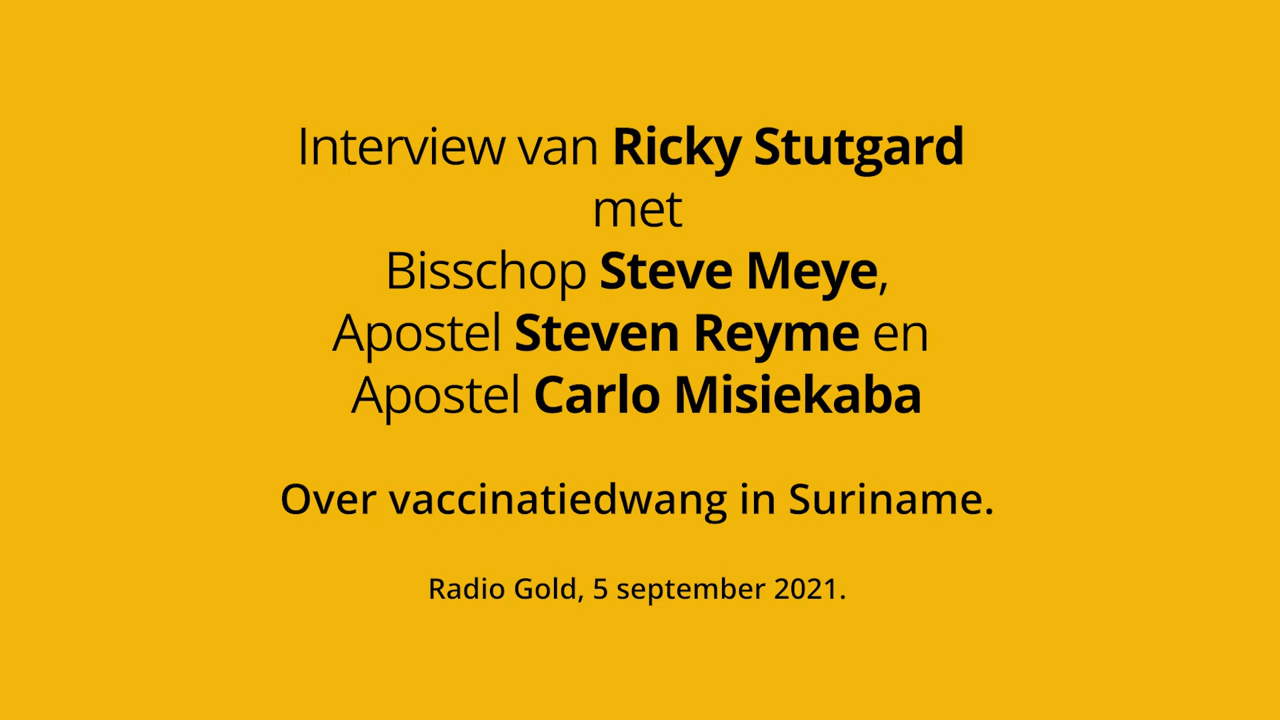 Interview van Ricky Stutgard
met
Bisschop Steve Meye,
Apostel Steven Reyme en
Apostel Carlo Misiekaba
Over vaccinatiedwang in Suriname.
Radio Gold, 5 september 2021.